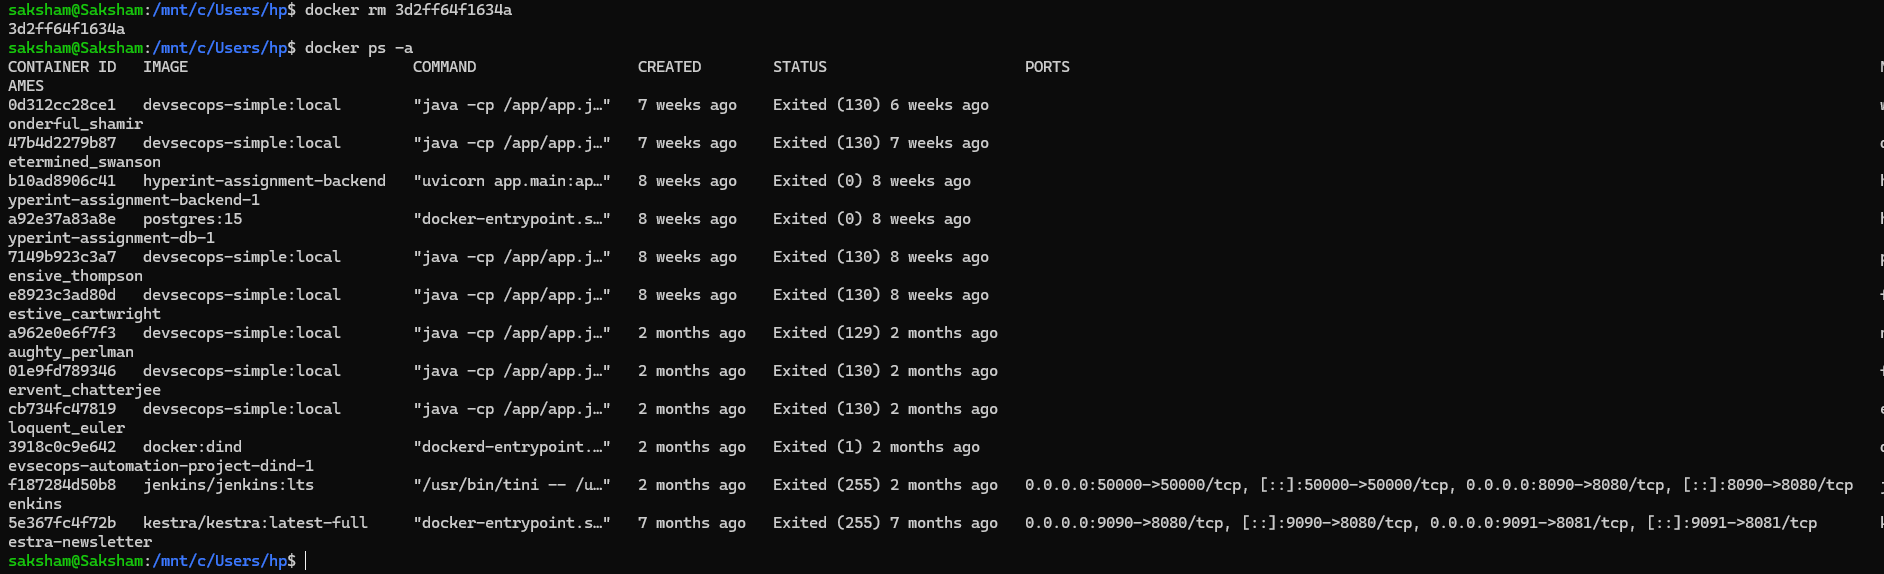 saksham@Saksham:/mnt/c/Users/hp$ docker rm 3d2ff64f1634a
3d2ff64f1634a
saksham@Saksham:/mnt/c/Users/hp$ docker ps -a
CONTAINER ID   IMAGE                         COMMAND                  CREATED        STATUS                      PORTS                                                                                          N
AMES
0d312cc28ce1   devsecops-simple:local        "java -cp /app/app.j…"   7 weeks ago    Exited (130) 6 weeks ago                                                                                                   w
onderful_shamir
47b4d2279b87   devsecops-simple:local        "java -cp /app/app.j…"   7 weeks ago    Exited (130) 7 weeks ago                                                                                                   d
etermined_swanson
b10ad8906c41   hyperint-assignment-backend   "uvicorn app.main:ap…"   8 weeks ago    Exited (0) 8 weeks ago                                                                                                     h
yperint-assignment-backend-1
a92e37a83a8e   postgres:15                   "docker-entrypoint.s…"   8 weeks ago    Exited (0) 8 weeks ago                                                                                                     h
yperint-assignment-db-1
7149b923c3a7   devsecops-simple:local        "java -cp /app/app.j…"   8 weeks ago    Exited (130) 8 weeks ago                                                                                                   p
ensive_thompson
e8923c3ad80d   devsecops-simple:local        "java -cp /app/app.j…"   8 weeks ago    Exited (130) 8 weeks ago                                                                                                   f
estive_cartwright
a962e0e6f7f3   devsecops-simple:local        "java -cp /app/app.j…"   2 months ago   Exited (129) 2 months ago                                                                                                  n
aughty_perlman
01e9fd789346   devsecops-simple:local        "java -cp /app/app.j…"   2 months ago   Exited (130) 2 months ago                                                                                                  f
ervent_chatterjee
cb734fc47819   devsecops-simple:local        "java -cp /app/app.j…"   2 months ago   Exited (130) 2 months ago                                                                                                  e
loquent_euler
3918c0c9e642   docker:dind                   "dockerd-entrypoint.…"   2 months ago   Exited (1) 2 months ago                                                                                                    d
evsecops-automation-project-dind-1
f187284d50b8   jenkins/jenkins:lts           "/usr/bin/tini -- /u…"   2 months ago   Exited (255) 2 months ago   0.0.0.0:50000->50000/tcp, [::]:50000->50000/tcp, 0.0.0.0:8090->8080/tcp, [::]:8090->8080/tcp   j
enkins
5e367fc4f72b   kestra/kestra:latest-full     "docker-entrypoint.s…"   7 months ago   Exited (255) 7 months ago   0.0.0.0:9090->8080/tcp, [::]:9090->8080/tcp, 0.0.0.0:9091->8081/tcp, [::]:9091->8081/tcp       k
estra-newsletter
saksham@Saksham:/mnt/c/Users/hp$